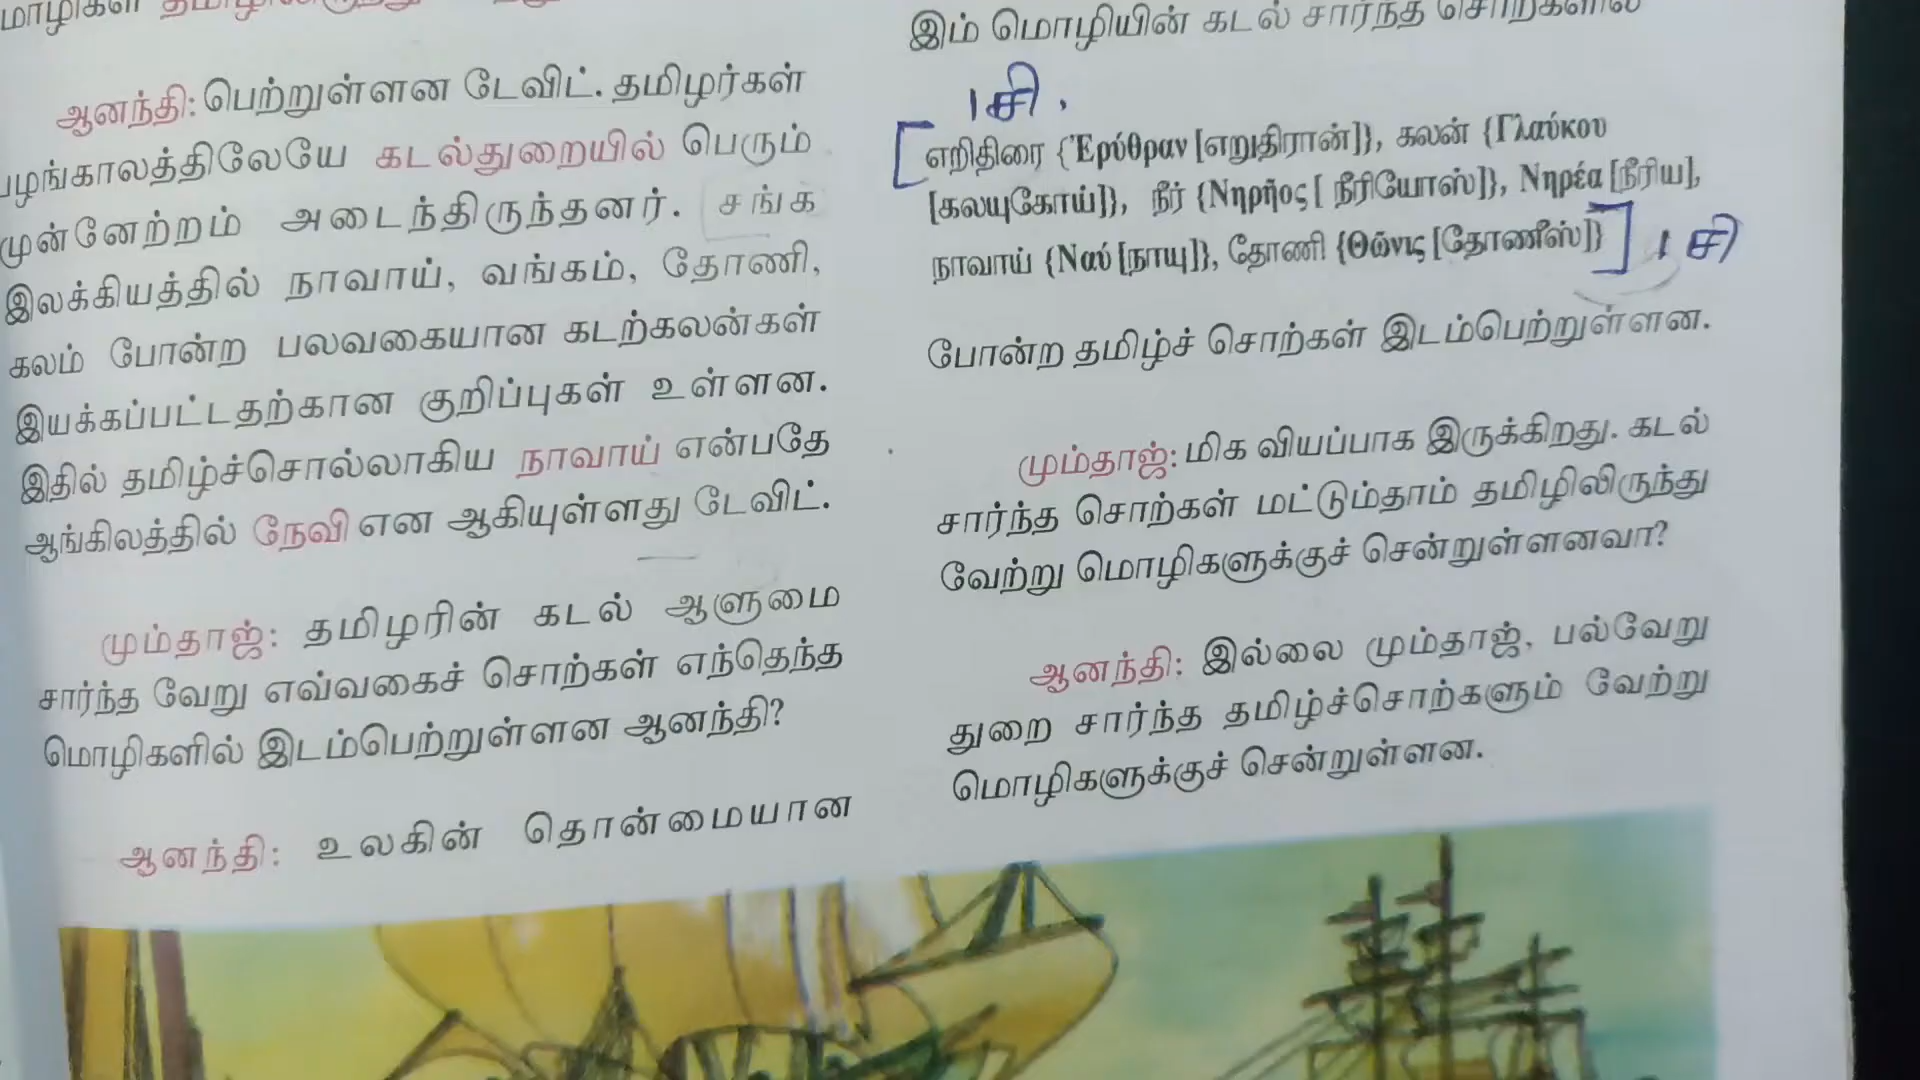 ஆனந்தி: பெற்றுள்ளன டேவிட். தமிழர்கள்
பழங்காலத்திலேயே கடல்துறையில் பெரும்
முன்னேற்றம் அடைந்திருந்தனர். சங்க
இலக்கியத்தில் நாவாய், வங்கம், தோணி,
கலம் போன்ற பலவகையான கடற்கலன்கள்
இயக்கப்பட்டதற்கான குறிப்புகள் உள்ளன.
இதில் தமிழ்ச்சொல்லாகிய நாவாய் என்பதே
ஆங்கிலத்தில் நேவி என ஆகியுள்ளது டேவிட்.
மும்தாஜ்: தமிழரின் கடல் ஆளுமை
சார்ந்த வேறு எவ்வகைச் சொற்கள் எந்தெந்த
மொழிகளில் இடம்பெற்றுள்ளன ஆனந்தி?
ஆனந்தி: உலகின் தொன்மையான
இம் மொழியின் கடல் சார்ந்த சொற்களில்
எறிதிரை {Ἐρύθραν [எறுதிரான்]}, கலன் {Γλαύκου
[கலயுகோய்]}, நீர் {Νηρῆος [ நீரியோஸ்]}, Νηρέα [நீரிய],
நாவாய் {Ναύ [நாயு]}, தோணி {Θῶνις [தோணீஸ்]}
போன்ற தமிழ்ச் சொற்கள் இடம்பெற்றுள்ளன.
மும்தாஜ்: மிக வியப்பாக இருக்கிறது. கடல்
சார்ந்த சொற்கள் மட்டும்தாம் தமிழிலிருந்து
வேற்று மொழிகளுக்குச் சென்றுள்ளனவா?
ஆனந்தி: இல்லை மும்தாஜ், பல்வேறு
துறை சார்ந்த தமிழ்ச்சொற்களும் வேற்று
மொழிகளுக்குச் சென்றுள்ளன.